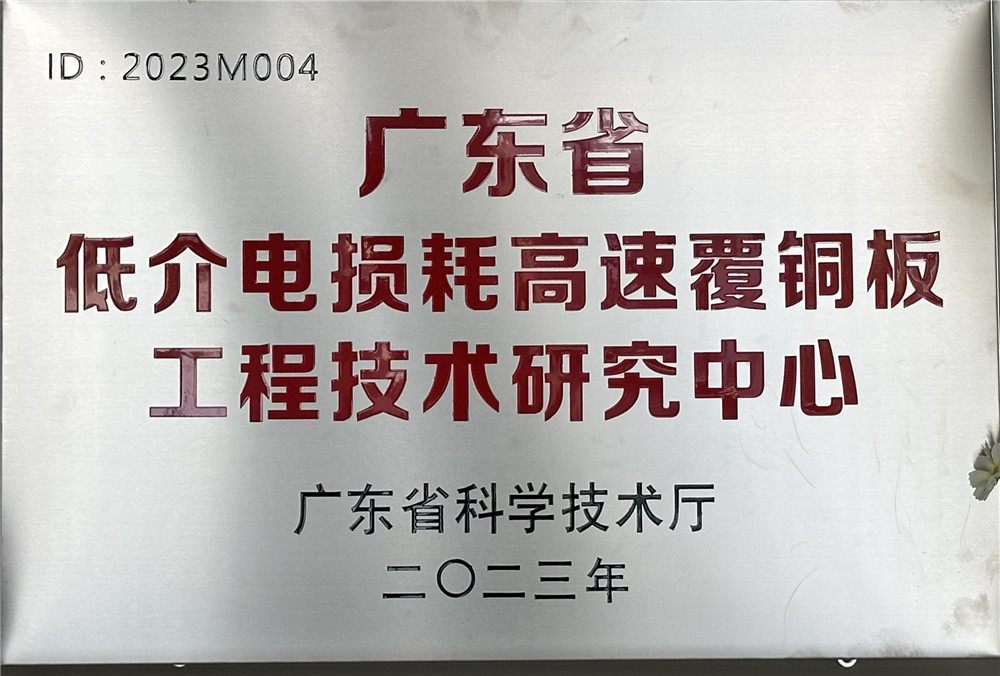 ID：2023M004
广东省
低介电损耗高速覆铜板
工程技术研究中心
广东省科学技术厅
二〇二三年